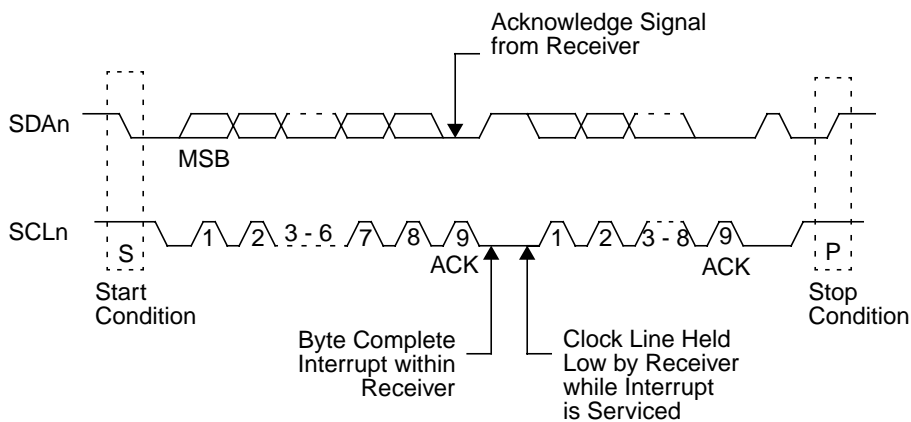 Acknowledge Signal
from Receiver
SDAn
MSB
SCLn
S
1
2
3 - 6
7
8
9
ACK
1
2
3 - 8
9
ACK
P
Start
Condition
Stop
Condition
Byte Complete
Interrupt within
Receiver
Clock Line Held
Low by Receiver
while Interrupt
is Serviced